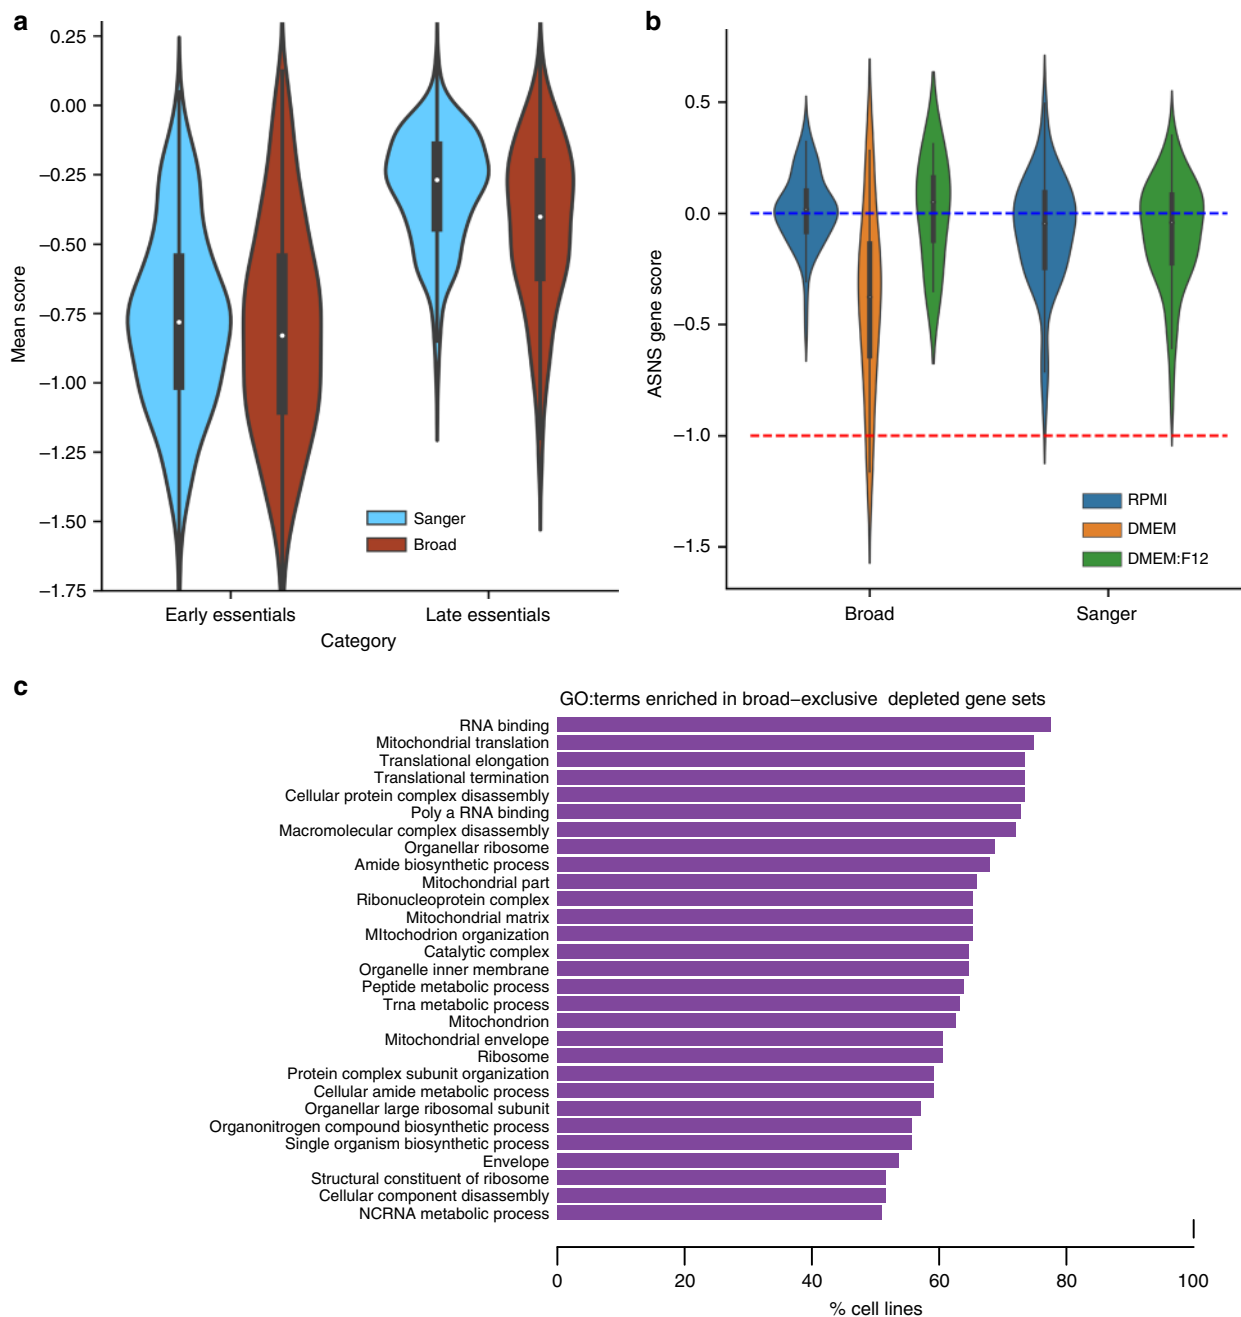 a
0.25
0.00
−0.25
−0.50
−0.75
−1.00
−1.25
−1.50
−1.75
Mean score
Sanger
Broad
Early essentials
Late essentials
Category
b
0.5
0.0
−0.5
−1.0
−1.5
ASNS gene score
RPMI
DMEM
DMEM:F12
Broad
Sanger
c
GO:terms enriched in broad−exclusive depleted gene sets
RNA binding
Mitochondrial translation
Translational elongation
Translational termination
Cellular protein complex disassembly
Poly a RNA binding
Macromolecular complex disassembly
Organellar ribosome
Amide biosynthetic process
Mitochondrial part
Ribonucleoprotein complex
Mitochondrial matrix
MItochodrion organization
Catalytic complex
Organelle inner membrane
Peptide metabolic process
Trna metabolic process
Mitochondrion
Mitochondrial envelope
Ribosome
Protein complex subunit organization
Cellular amide metabolic process
Organellar large ribosomal subunit
Organonitrogen compound biosynthetic process
Single organism biosynthetic process
Envelope
Structural constituent of ribosome
Cellular component disassembly
NCRNA metabolic process
0 20 40 60 80 100
% cell lines